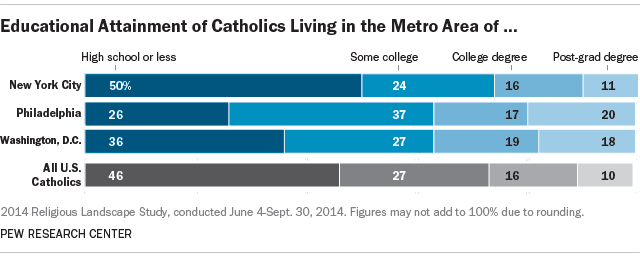 Educational Attainment of Catholics Living in the Metro Area of ...
High school or less Some college College degree Post-grad degree
New York City 50% 24 16 11
Philadelphia 26 37 17 20
Washington, D.C. 36 27 19 18
All U.S.
Catholics 46 27 16 10
2014 Religious Landscape Study, conducted June 4-Sept. 30, 2014. Figures may not add to 100% due to rounding.
PEW RESEARCH CENTER